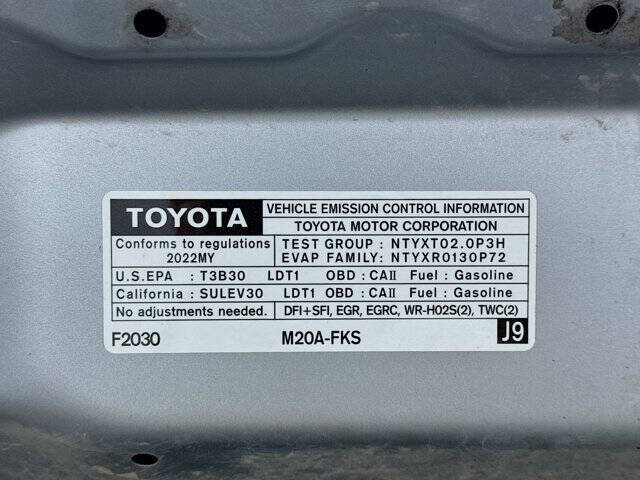 TOYOTA
VEHICLE EMISSION CONTROL INFORMATION
TOYOTA MOTOR CORPORATION
Conforms to regulations
2022MY
TEST GROUP : NTYXT02.0P3H
EVAP FAMILY: NTYXR0130P72
U.S.EPA : T3B30 LDT1 OBD : CAII Fuel : Gasoline
California : SULEV30 LDT1 OBD : CAII Fuel : Gasoline
No adjustments needed. DFI+SFI, EGR, EGRC, WR-HO2S(2), TWC(2)
F2030 M20A-FKS J9